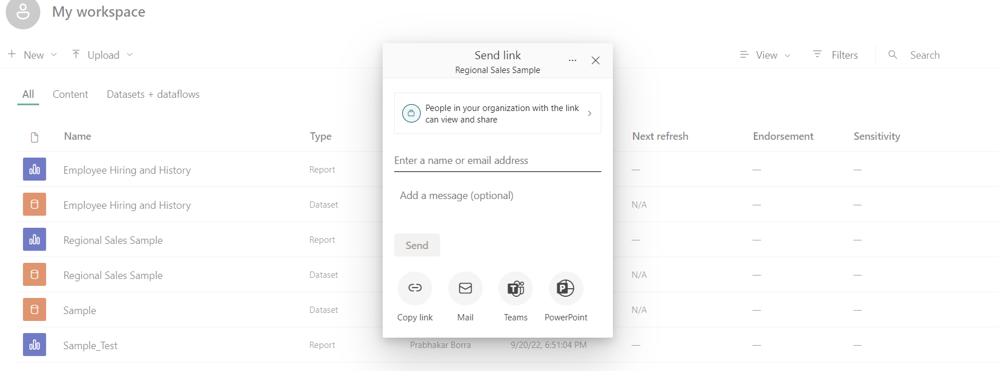 My workspace
New
Upload
View
Filters
Search
All
Content
Datasets + dataflows
Name
Type
Next refresh
Endorsement
Sensitivity
Employee Hiring and History
Report
—
—
—
Employee Hiring and History
Dataset
N/A
—
—
Regional Sales Sample
Report
—
—
—
Regional Sales Sample
Dataset
N/A
—
—
Sample
Dataset
N/A
—
—
Sample_Test
Report
Prabhakar Borra
9/20/22, 6:51:04 PM
—
—
—
Send link
Regional Sales Sample
People in your organization with the link
can view and share
Enter a name or email address
Add a message (optional)
Send
Copy link
Mail
Teams
PowerPoint